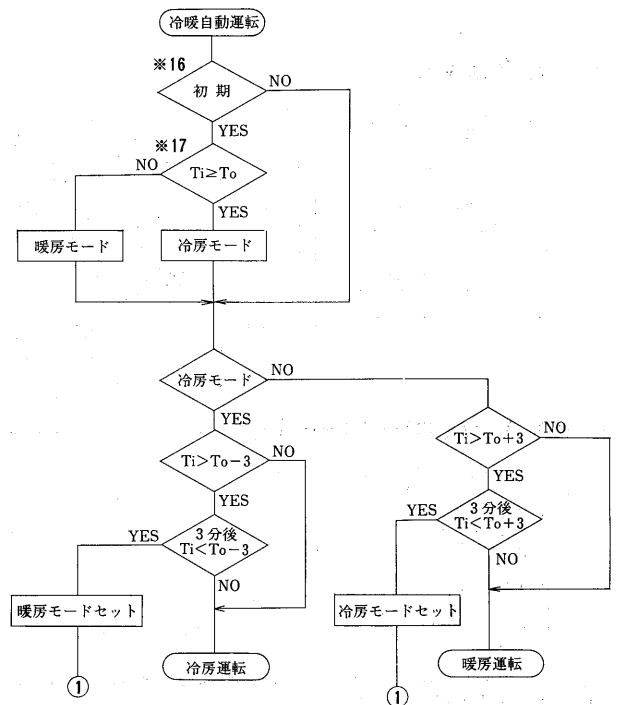 冷暖自動運転
※16
初期
NO
YES
※17
NO
Ti≥To
YES
暖房モード
冷房モード
冷房モード
NO
YES
Ti>To-3
NO
YES
YES
3分後
Ti<To-3
NO
暖房モードセット
冷房運転
①
Ti>To+3
NO
YES
YES
3分後
Ti<To+3
NO
冷房モードセット
暖房運転
①